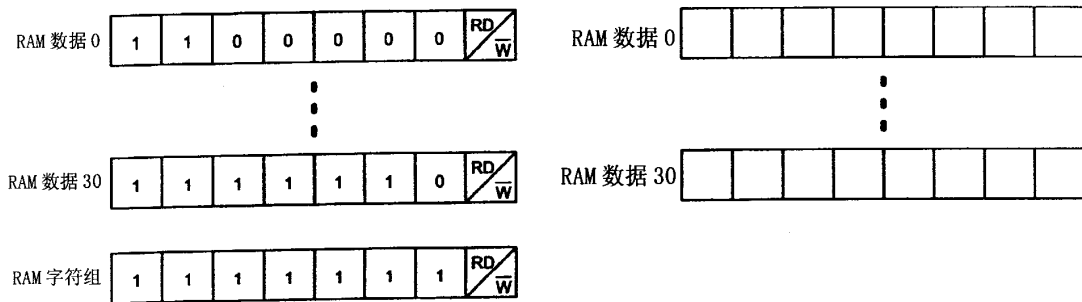 RAM 数据 0 1 1 0 0 0 0 0 RD/W̅
RAM 数据 30 1 1 1 1 1 1 0 RD/W̅
RAM 字符组 1 1 1 1 1 1 1 RD/W̅
RAM 数据 0
RAM 数据 30